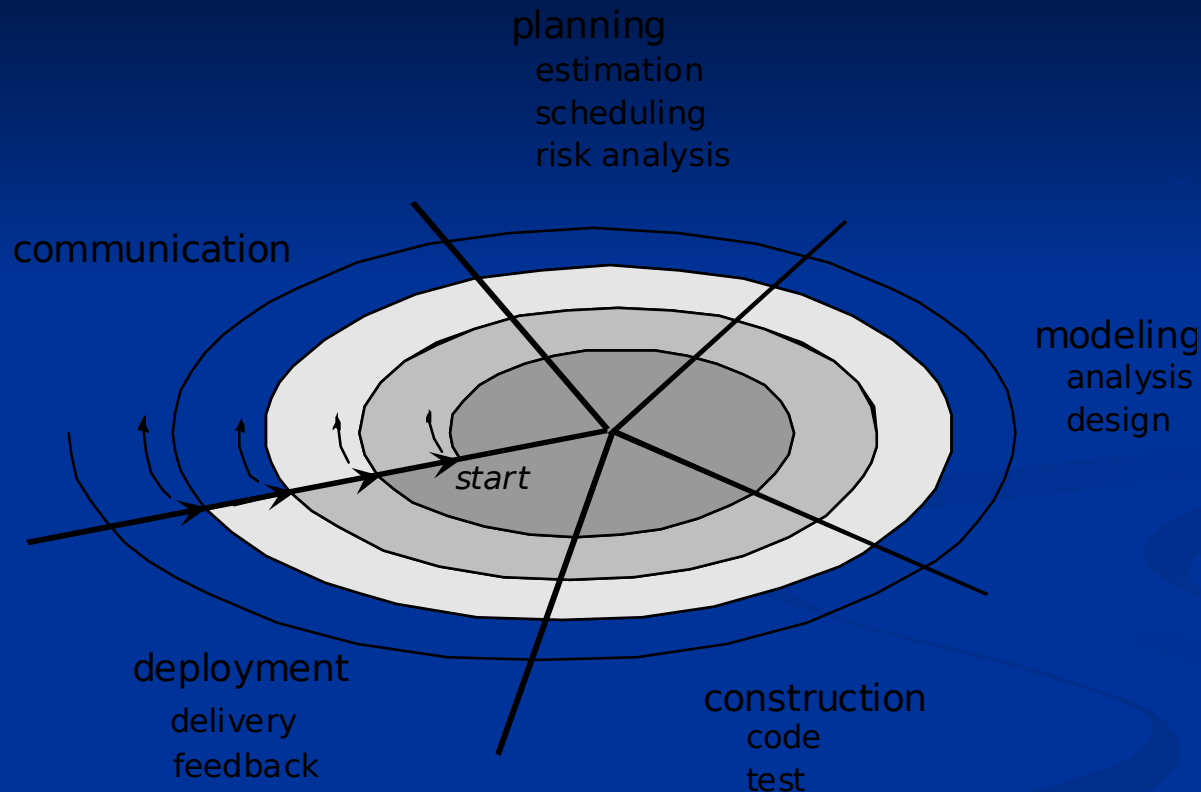 planning
estimation
scheduling
risk analysis
communication
modeling
analysis
design
start
deployment
delivery
feedback
construction
code
test